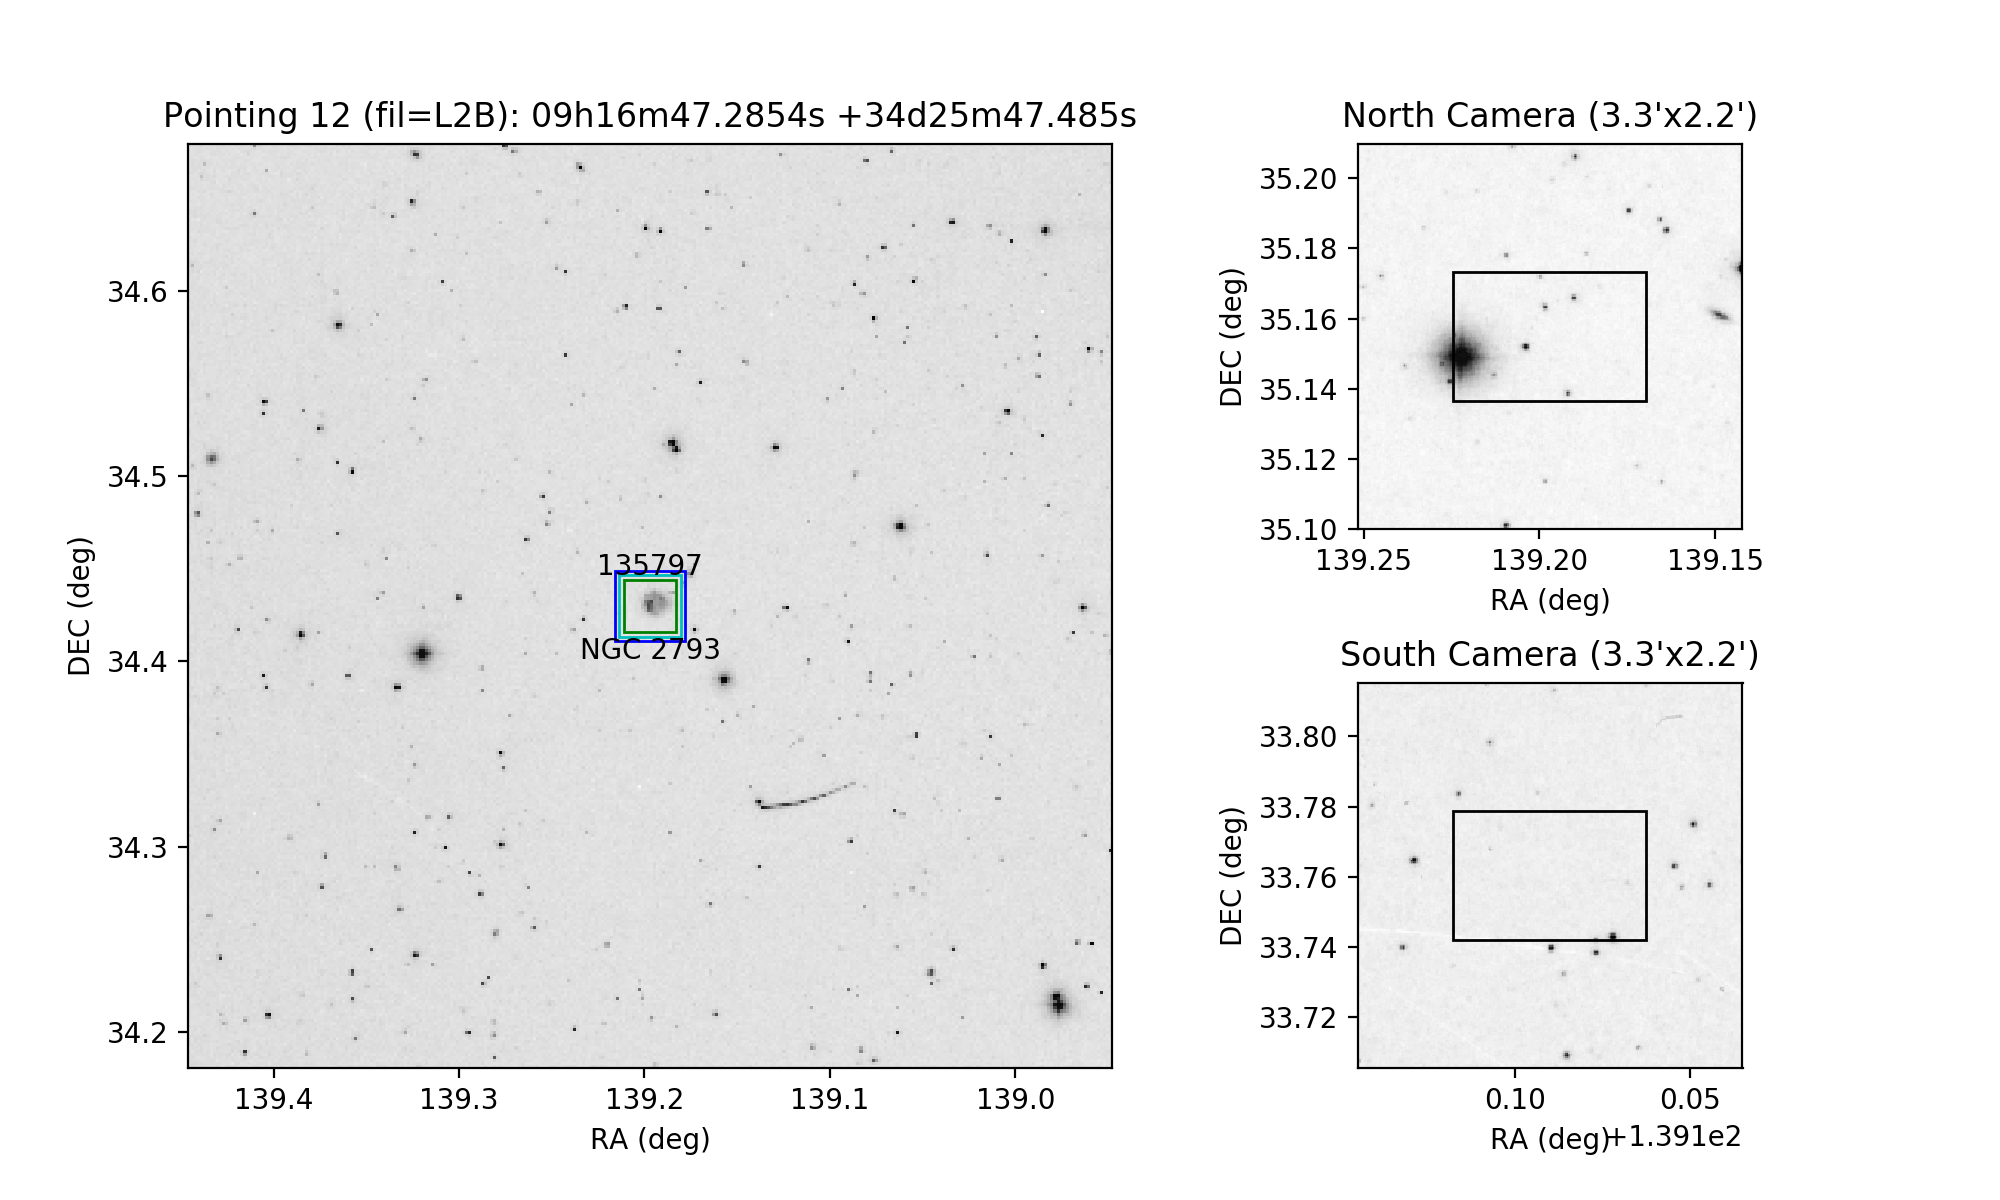 Pointing 12 (fil=L2B): 09h16m47.2854s +34d25m47.485s
34.6
34.5
34.4
34.3
34.2
DEC (deg)
135797
NGC 2793
139.4 139.3 139.2 139.1 139.0
RA (deg)
North Camera (3.3'x2.2')
35.20
35.18
35.16
35.14
35.12
35.10
DEC (deg)
139.25 139.20 139.15
RA (deg)
South Camera (3.3'x2.2')
33.80
33.78
33.76
33.74
33.72
DEC (deg)
0.10 0.05
RA (deg)
+1.391e2